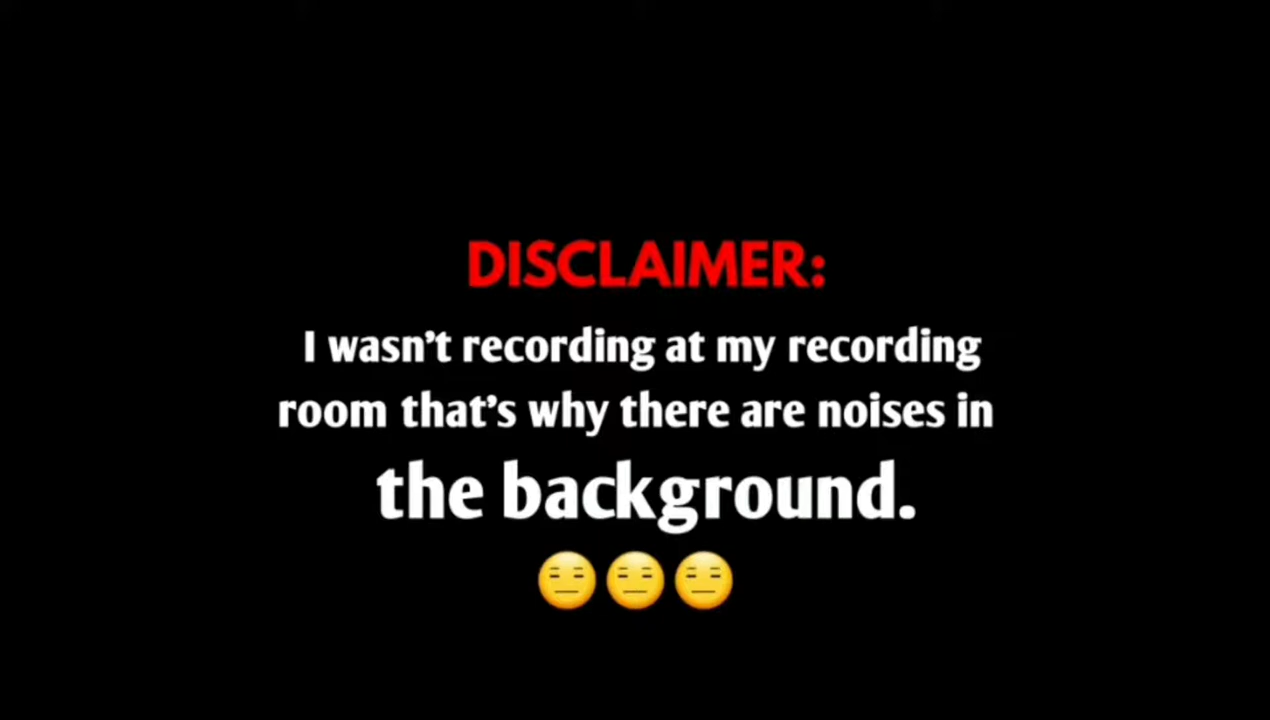 DISCLAIMER:
I wasn't recording at my recording
room that's why there are noises in
the background.
😑😑😑